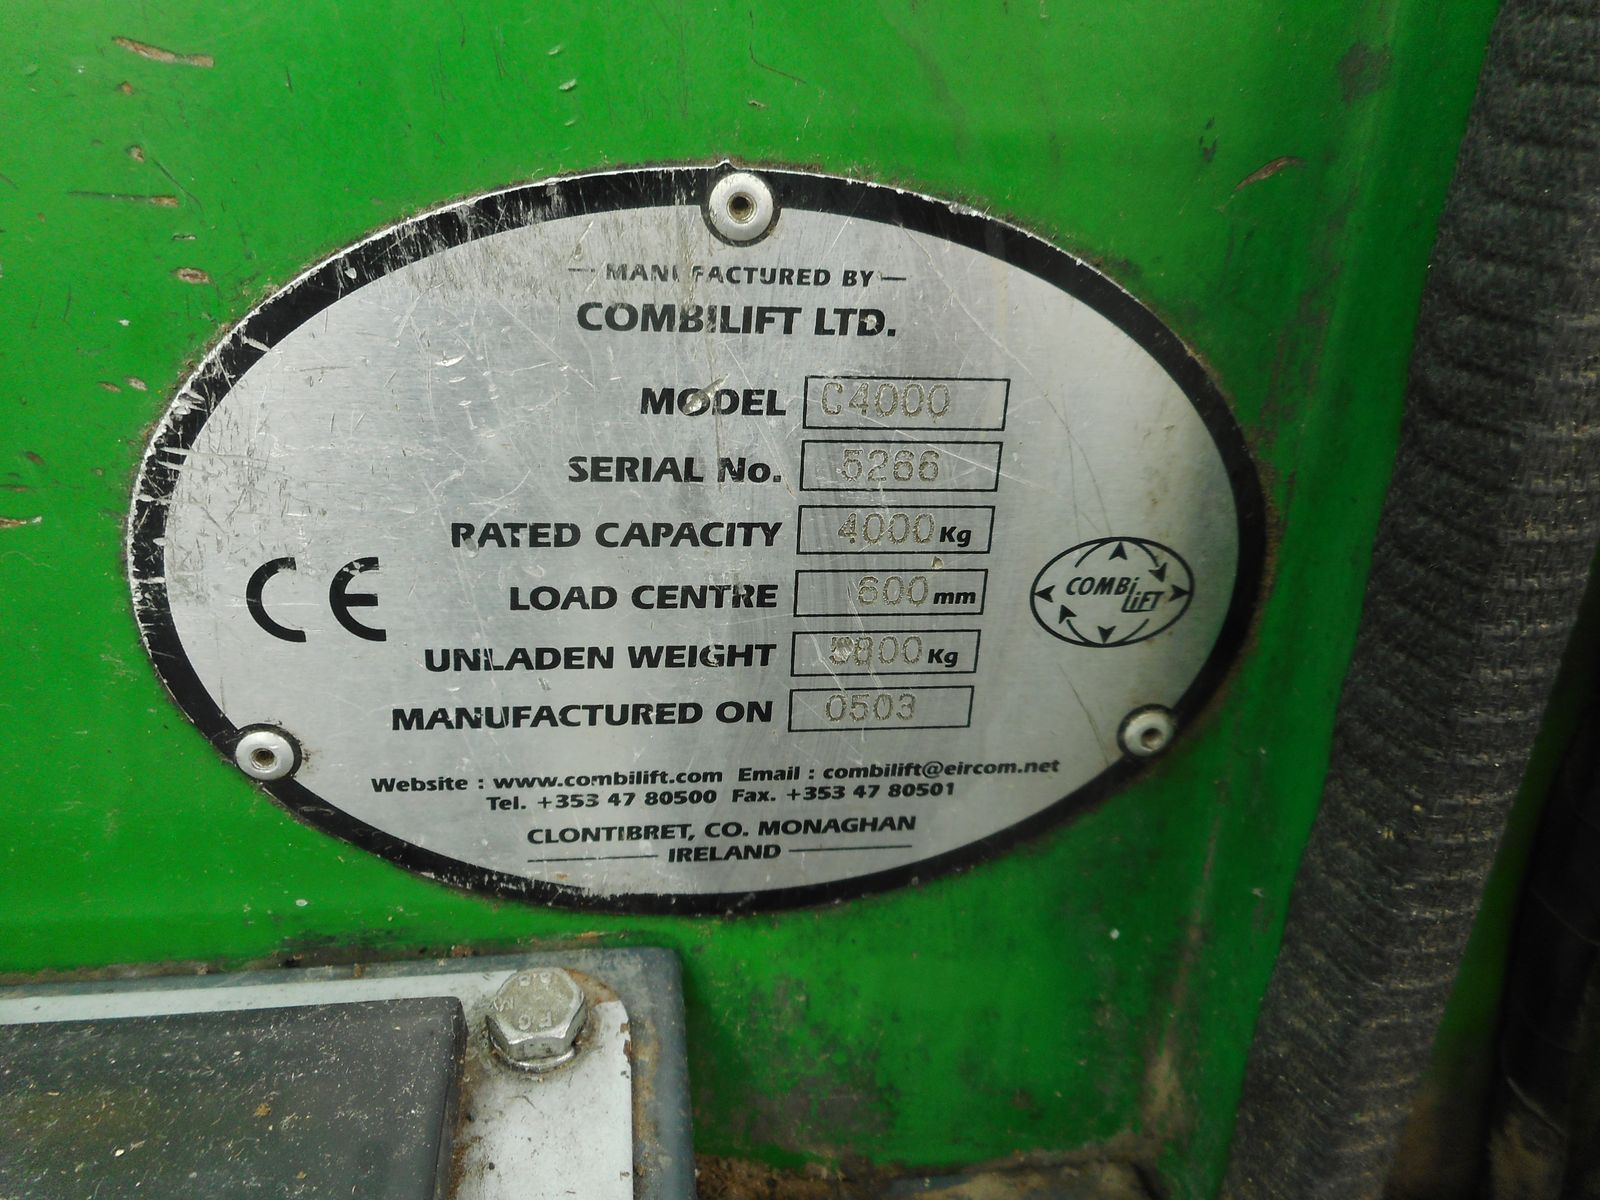 MANUFACTURED BY
COMBILIFT LTD.
MODEL C4000
SERIAL No. 5266
RATED CAPACITY 4000 Kg
LOAD CENTRE 600 mm
UNLADEN WEIGHT Kg
MANUFACTURED ON 0503
CE
COMBi LiFT
Website : www.combilift.com Email : combilift@eircom.net
Tel. +353 47 80500 Fax. +353 47 80501
CLONTIBRET, CO. MONAGHAN
IRELAND
8.8